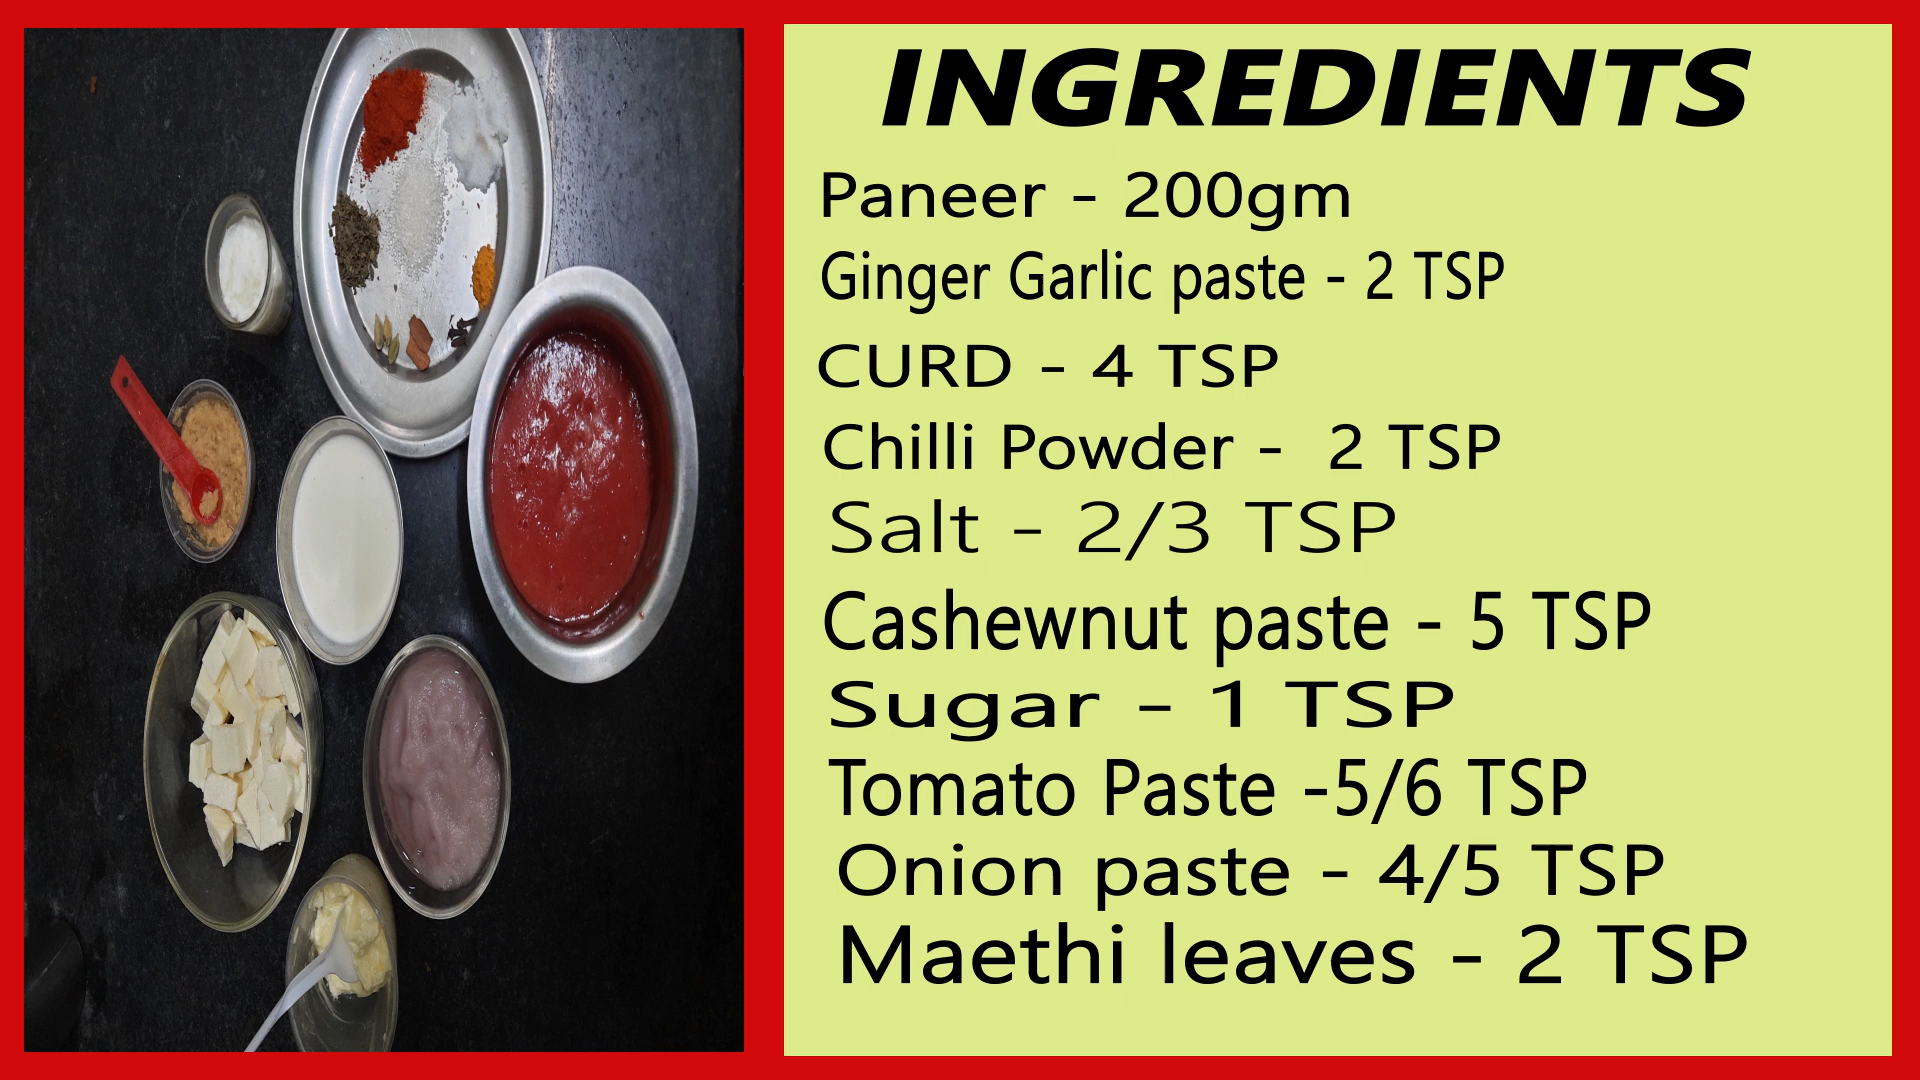 INGREDIENTS
Paneer - 200gm
Ginger Garlic paste - 2 TSP
CURD - 4 TSP
Chilli Powder - 2 TSP
Salt - 2/3 TSP
Cashewnut paste - 5 TSP
Sugar - 1 TSP
Tomato Paste -5/6 TSP
Onion paste - 4/5 TSP
Maethi leaves - 2 TSP